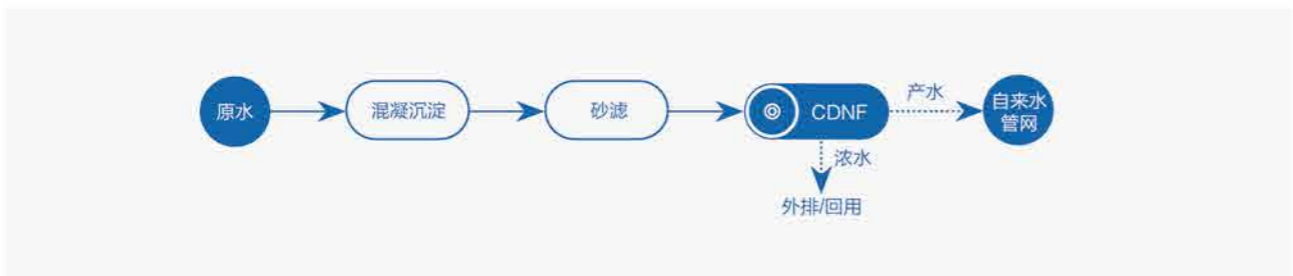 原水
混凝沉淀
砂滤
CDNF
产水
自来水
管网
浓水
外排/回用